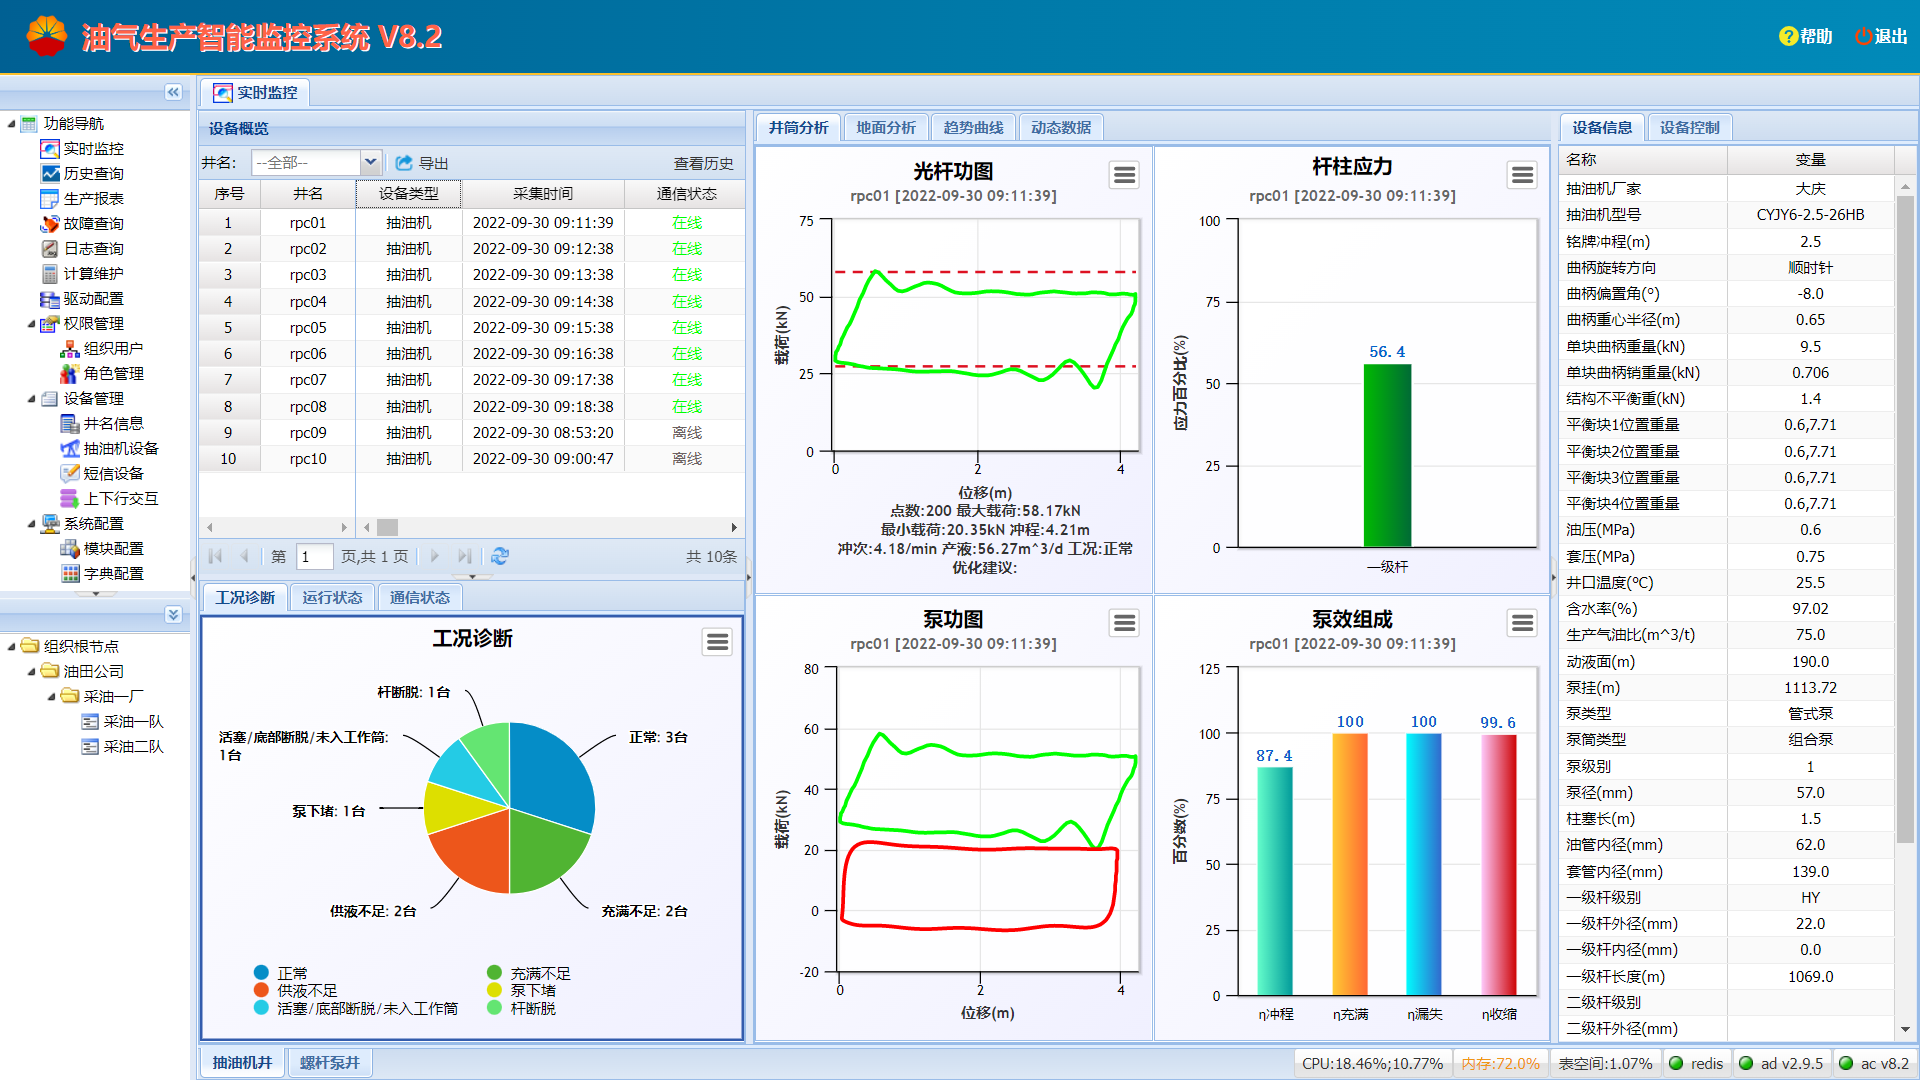 油气生产智能监控系统 V8.2
帮助 退出
功能导航
实时监控
历史查询
生产报表
故障查询
日志查询
计算维护
驱动配置
权限管理
组织用户
角色管理
设备管理
井名信息
抽油机设备
短信设备
上下行交互
系统配置
模块配置
字典配置
组织根节点
油田公司
采油一厂
采油一队
采油二队
实时监控
设备概览
井名: --全部-- 导出 查看历史
序号 井名 设备类型 采集时间 通信状态
1 rpc01 抽油机 2022-09-30 09:11:39 在线
2 rpc02 抽油机 2022-09-30 09:12:38 在线
3 rpc03 抽油机 2022-09-30 09:13:38 在线
4 rpc04 抽油机 2022-09-30 09:14:38 在线
5 rpc05 抽油机 2022-09-30 09:15:38 在线
6 rpc06 抽油机 2022-09-30 09:16:38 在线
7 rpc07 抽油机 2022-09-30 09:17:38 在线
8 rpc08 抽油机 2022-09-30 09:18:38 在线
9 rpc09 抽油机 2022-09-30 08:53:20 离线
10 rpc10 抽油机 2022-09-30 09:00:47 离线
第 1 页,共 1 页 共 10条
工况诊断 运行状态 通信状态
工况诊断
杆断脱: 1台
活塞/底部断脱/未入工作筒:
1台
正常: 3台
泵下堵: 1台
供液不足: 2台
充满不足: 2台
正常 充满不足
供液不足 泵下堵
活塞/底部断脱/未入工作筒 杆断脱
抽油机井 螺杆泵井
井筒分析 地面分析 趋势曲线 动态数据
光杆功图
rpc01 [2022-09-30 09:11:39]
75
50
25
0
载荷(kN)
0 2 4
位移(m)
点数:200 最大载荷:58.17kN
最小载荷:20.35kN 冲程:4.21m
冲次:4.18/min 产液:56.27m^3/d 工况:正常
优化建议:
杆柱应力
rpc01 [2022-09-30 09:11:39]
100
75
50
25
0
应力百分比(%)
56.4
一级杆
泵功图
rpc01 [2022-09-30 09:11:39]
80
60
40
20
0
-20
载荷(kN)
0 2 4
位移(m)
泵效组成
rpc01 [2022-09-30 09:11:39]
125
100
75
50
25
0
百分数(%)
87.4 100 100 99.6
η冲程 η充满 η漏失 η收缩
设备信息 设备控制
名称 变量
抽油机厂家 大庆
抽油机型号 CYJY6-2.5-26HB
铭牌冲程(m) 2.5
曲柄旋转方向 顺时针
曲柄偏置角(°) -8.0
曲柄重心半径(m) 0.65
单块曲柄重量(kN) 9.5
单块曲柄销重量(kN) 0.706
结构不平衡重(kN) 1.4
平衡块1位置重量 0.6,7.71
平衡块2位置重量 0.6,7.71
平衡块3位置重量 0.6,7.71
平衡块4位置重量 0.6,7.71
油压(MPa) 0.6
套压(MPa) 0.75
井口温度(℃) 25.5
含水率(%) 97.02
生产气油比(m^3/t) 75.0
动液面(m) 190.0
泵挂(m) 1113.72
泵类型 管式泵
泵筒类型 组合泵
泵级别 1
泵径(mm) 57.0
柱塞长(m) 1.5
油管内径(mm) 62.0
套管内径(mm) 139.0
一级杆级别 HY
一级杆外径(mm) 22.0
一级杆内径(mm) 0.0
一级杆长度(m) 1069.0
二级杆级别
二级杆外径(mm)
CPU:18.46%;10.77% 内存:72.0% 表空间:1.07% redis ad v2.9.5 ac v8.2